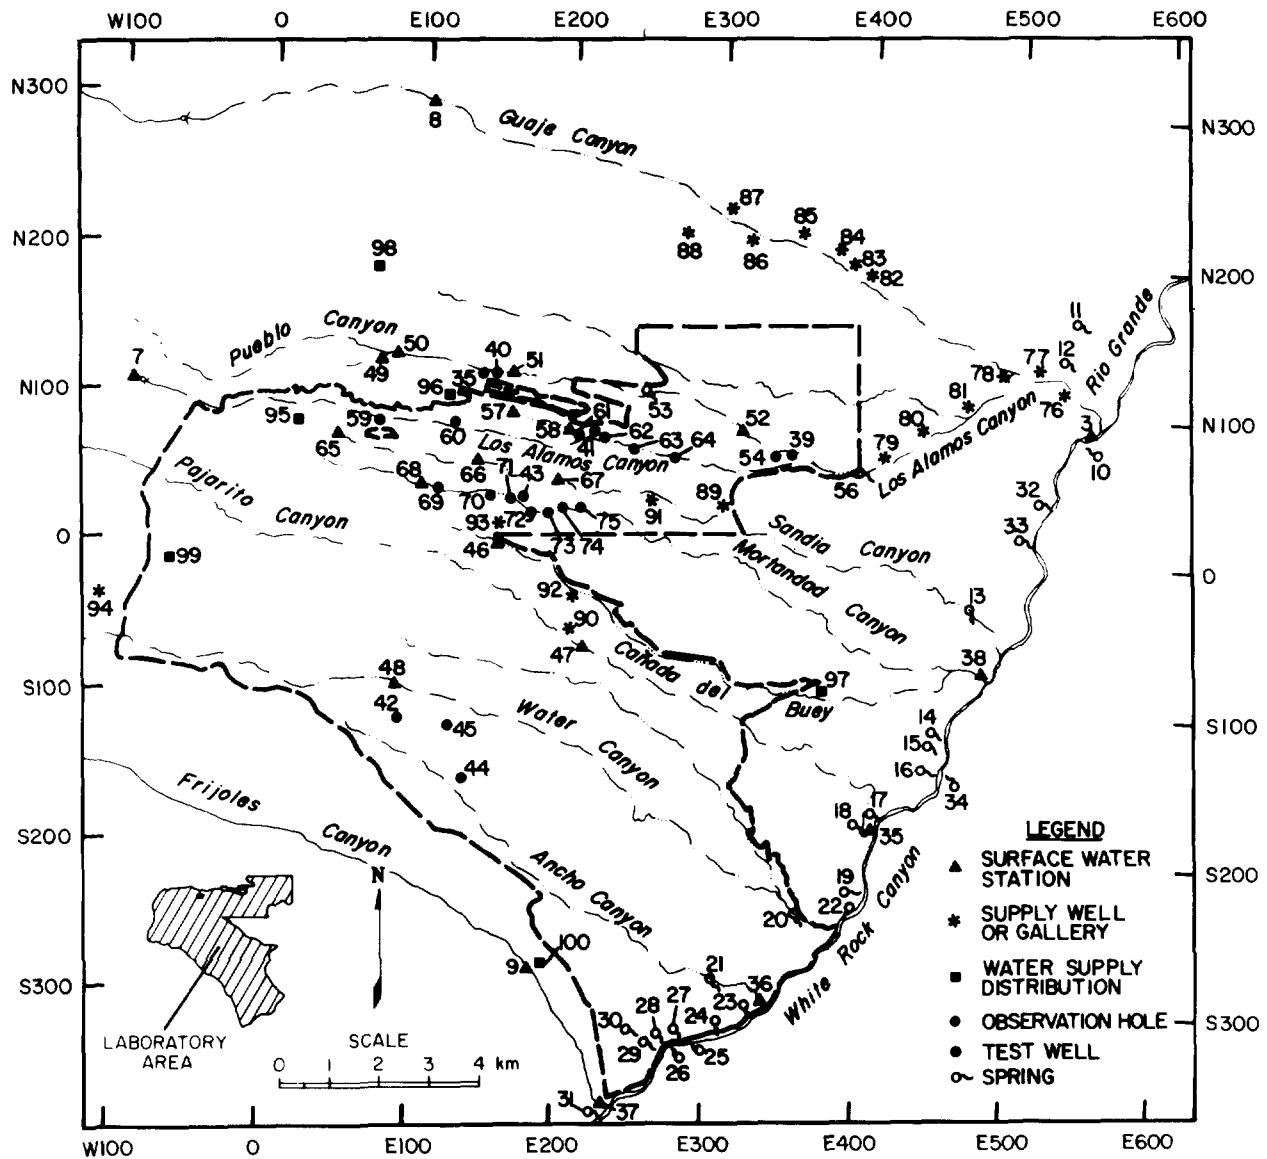 W100 0 E100 E200 E300 E400 E500 E600
N300
N300
8
Guaje Canyon
87
85
84
88
86
83
82
N200
N200
98
11
Rio Grande
12
Pueblo Canyon
50
40
51
7
49
35
77
78
N100
96
53
81
76
95
59
57
61
52
80
3
N100
60
58
62
65
41
63
64
54
39
79
10
Los Alamos Canyon
Los Alamos Canyon
Pajarito Canyon
68
66
71
43
67
56
69
70
91
89
32
93
72
73
74
75
33
Sandia Canyon
0
46
99
Mortandad Canyon
0
94
92
13
90
47
Cañada del Buey
38
48
97
S100
42
45
Water Canyon
14
S100
15
44
16
34
Frijoles Canyon
17
18
35
S200
LEGEND
SURFACE WATER
STATION
Ancho Canyon
N
19
S200
22
20
SUPPLY WELL
OR GALLERY
White Rock Canyon
100
9
21
36
WATER SUPPLY
DISTRIBUTION
S300
27
28
23
24
30
OBSERVATION HOLE
S300
LABORATORY
AREA
SCALE
29
25
TEST WELL
26
0 1 2 3 4 km
SPRING
31
37
W100 0 E100 E200 E300 E400 E500 E600